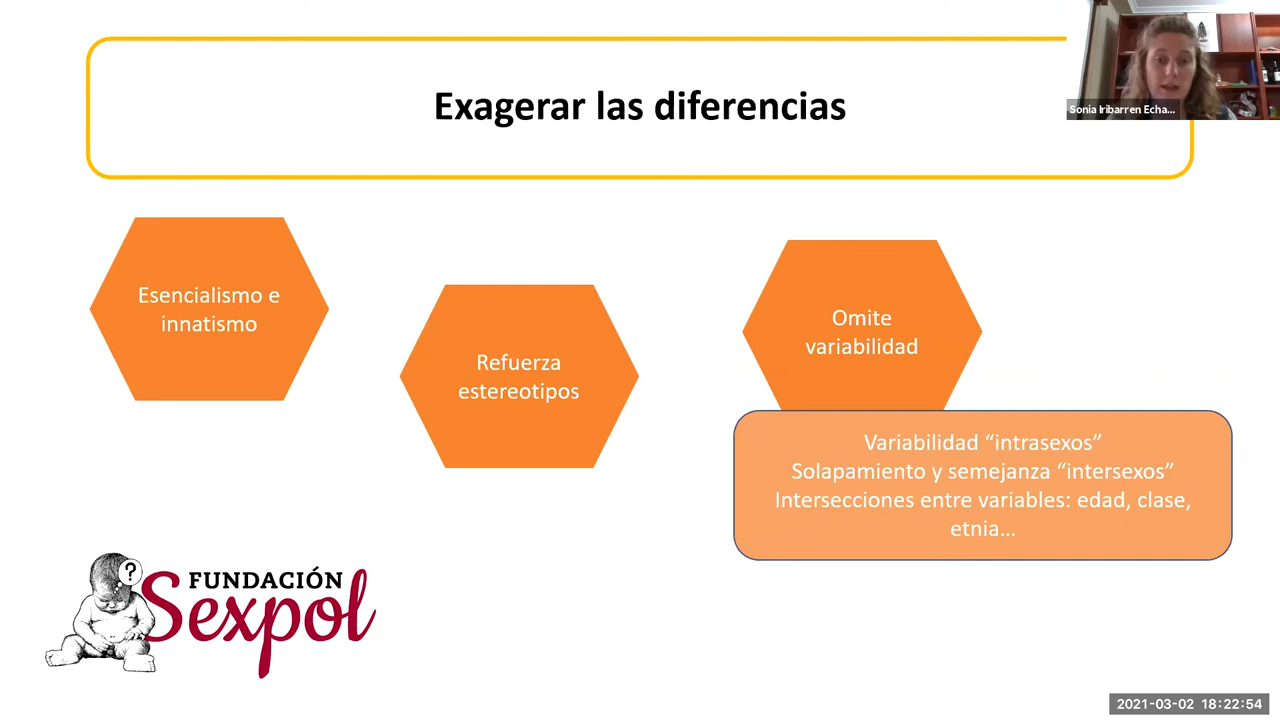 Exagerar las diferencias
Sonia Iribarren Echa...
Esencialismo e
innatismo
Refuerza
estereotipos
Omite
variabilidad
Variabilidad “intrasexos”
Solapamiento y semejanza “intersexos”
Intersecciones entre variables: edad, clase,
etnia...
?
FUNDACIÓN
Sexpol
2021-03-02 18:22:54